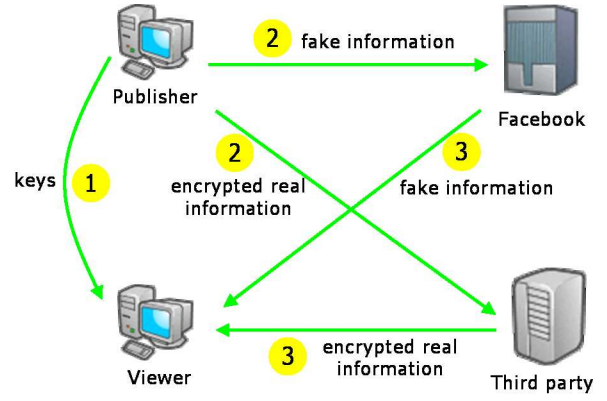 2 fake information
Publisher
Facebook
2
3
encrypted real
information
fake information
keys 1
3 encrypted real
information
Viewer
Third party